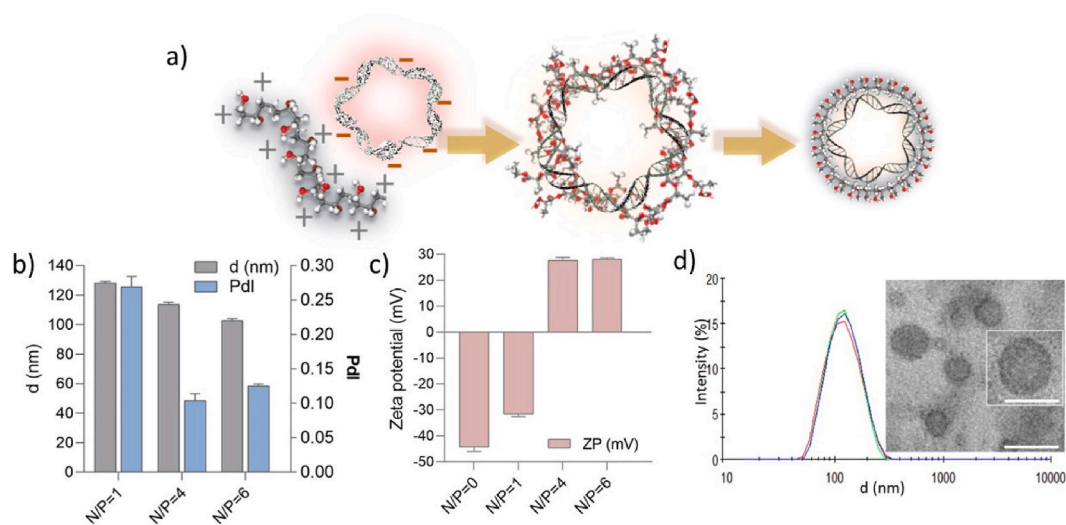 a)
b)
d (nm)
PdI
140
120
100
80
60
40
20
0
d (nm)
0.30
0.25
0.20
0.15
0.10
0.05
0.00
PdI
N/P=1
N/P=4
N/P=6
c)
30
20
10
0
-10
-20
-30
-40
-50
Zeta potential (mV)
ZP (mV)
N/P=0
N/P=1
N/P=4
N/P=6
d)
20
15
10
5
0
Intensity (%)
10
100
1000
10000
d (nm)